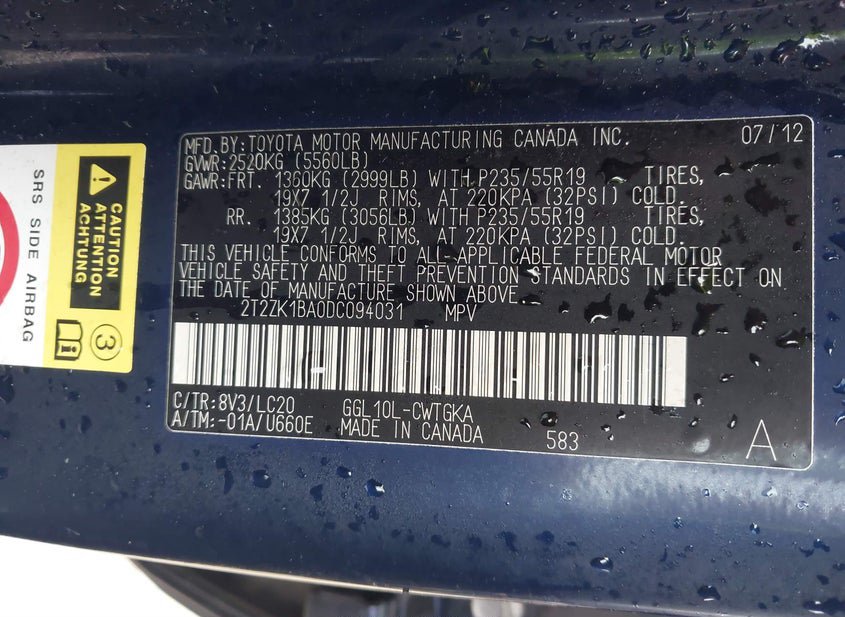 MFD. BY: TOYOTA MOTOR MANUFACTURING CANADA INC. 07/12
GVWR: 2520KG (5560LB)
GAWR: FRT. 1360KG (2999LB) WITH P235/55R19 TIRES,
19X7 1/2J RIMS, AT 220KPA (32PSI) COLD.
RR. 1385KG (3056LB) WITH P235/55R19 TIRES,
19X7 1/2J RIMS, AT 220KPA (32PSI) COLD.
THIS VEHICLE CONFORMS TO ALL APPLICABLE FEDERAL MOTOR
VEHICLE SAFETY AND THEFT PREVENTION STANDARDS IN EFFECT ON
THE DATE OF MANUFACTURE SHOWN ABOVE
2T2ZK1BA0DC094031 MPV
C/TR: 8V3/LC20 GGL10L-CWTGKA
A/TM: -01A/U660E MADE IN CANADA 583 A
SRS SIDE AIRBAG
CAUTION
ATTENTION
ACHTUNG
3